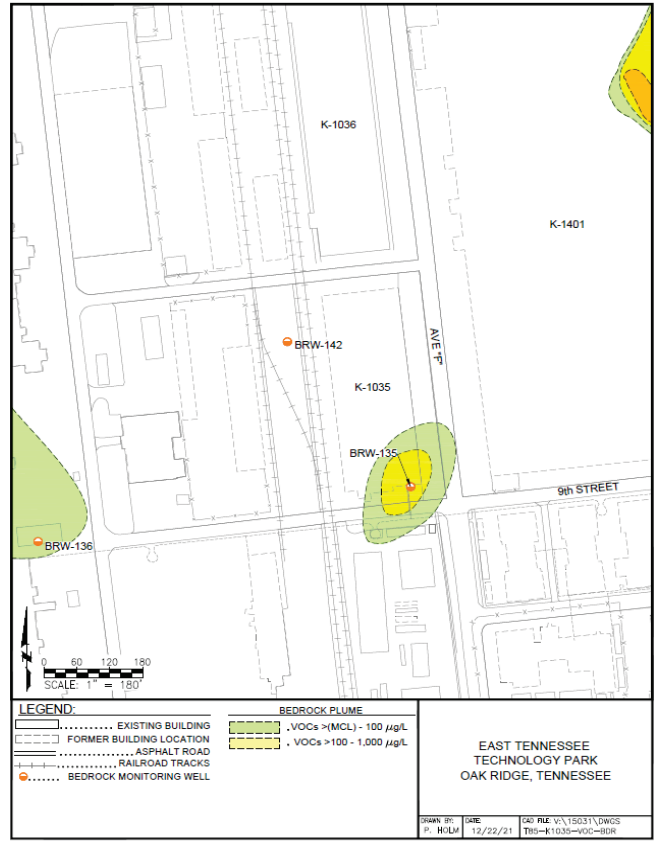 K-1036
K-1401
BRW-142
AVE "F"
K-1035
BRW-135
9th STREET
BRW-136
N
0 60 120 180
SCALE: 1" = 180'
LEGEND:
EXISTING BUILDING
FORMER BUILDING LOCATION
ASPHALT ROAD
RAILROAD TRACKS
BEDROCK MONITORING WELL
BEDROCK PLUME
VOCs >(MCL) - 100 µg/L
VOCs >100 - 1,000 µg/L
EAST TENNESSEE
TECHNOLOGY PARK
OAK RIDGE, TENNESSEE
DRAWN BY: DATE: CAD FILE: V:\15031\DWGS
P. HOLM 12/22/21 TB5-K1035-VOC-BDR